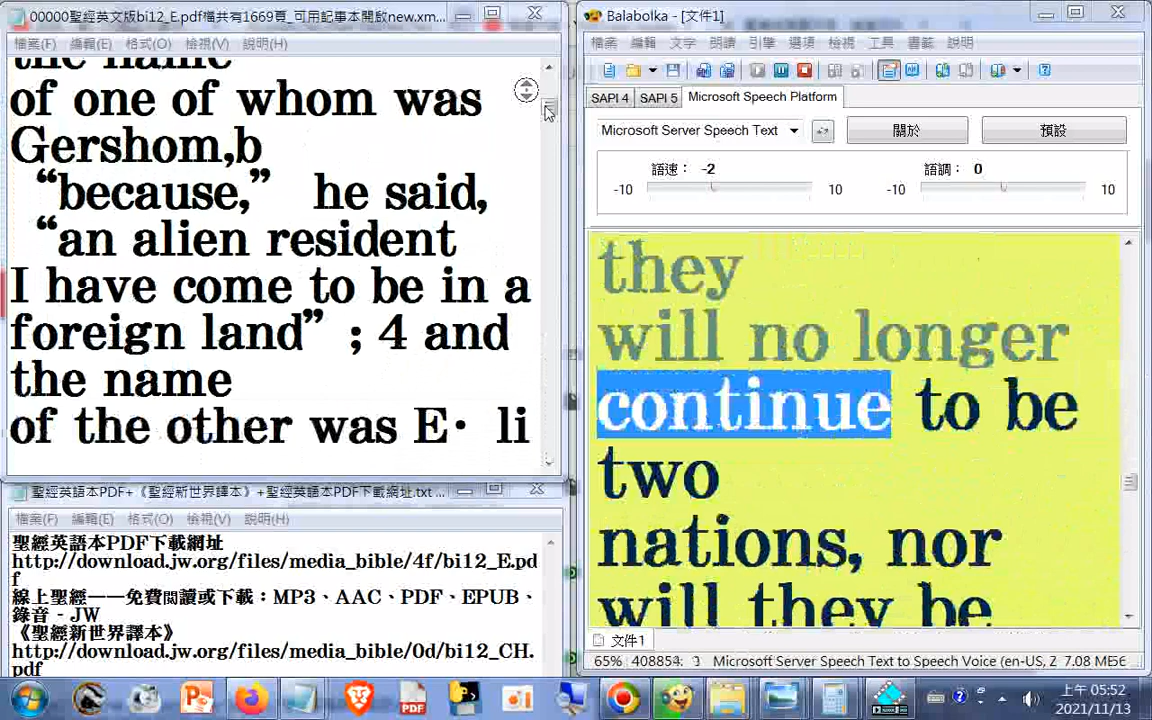 00000聖經英文版bi12_E.pdf檔共有1669頁_可用記事本開啟new.xm...
檔案(F) 編輯(E) 格式(O) 檢視(V) 說明(H)
the name
of one of whom was
Gershom,b
“because,” he said,
“an alien resident
I have come to be in a
foreign land” ; 4 and
the name
of the other was E· li
聖經英語本PDF+《聖經新世界譯本》+聖經英語本PDF下載網址.txt ...
檔案(F) 編輯(E) 格式(O) 檢視(V) 說明(H)
聖經英語本PDF下載網址
http://download.jw.org/files/media_bible/4f/bi12_E.pd
f
線上聖經——免費閱讀或下載：MP3、AAC、PDF、EPUB、
錄音 - JW
《聖經新世界譯本》
http://download.jw.org/files/media_bible/0d/bi12_CH.
pdf
Balabolka - [文件1]
檔案 編輯 文字 朗讀 引擎 選項 檢視 工具 書籤 說明
SAPI 4 SAPI 5 Microsoft Speech Platform
Microsoft Server Speech Text 關於 預設
語速： -2 語調： 0
-10 10 -10 10
they
will no longer
continue to be
two
nations, nor
will they be
文件1
65% Microsoft Server Speech Text to Speech Voice (en-US, Z 7.08 ME
上午 05:52
2021/11/13